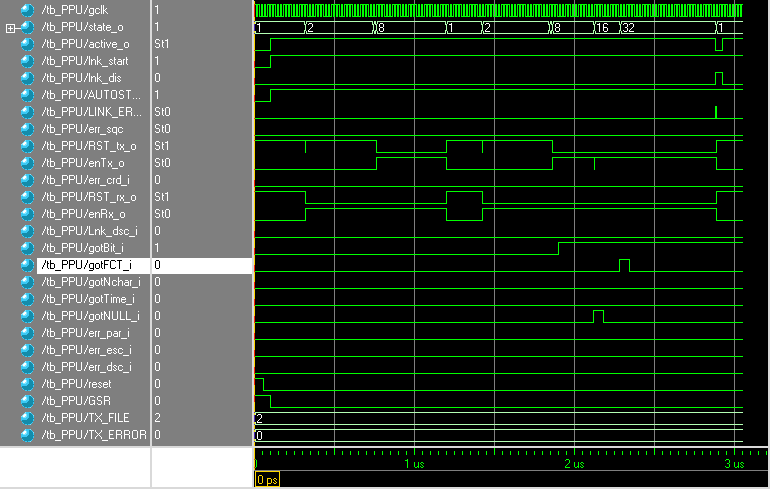 /tb_PPU/gclk 1
/tb_PPU/state_o 1 1 2 8 1 2 8 16 32 1
/tb_PPU/active_o St1
/tb_PPU/lnk_start 1
/tb_PPU/lnk_dis 0
/tb_PPU/AUTOST... 1
/tb_PPU/LINK_ER... St0
/tb_PPU/err_sqc St0
/tb_PPU/RST_tx_o St1
/tb_PPU/enTx_o St0
/tb_PPU/err_crd_i 0
/tb_PPU/RST_rx_o St1
/tb_PPU/enRx_o St0
/tb_PPU/Lnk_dsc_i 0
/tb_PPU/gotBit_i 1
/tb_PPU/gotFCT_i 0
/tb_PPU/gotNchar_i 0
/tb_PPU/gotTime_i 0
/tb_PPU/gotNULL_i 0
/tb_PPU/err_par_i 0
/tb_PPU/err_esc_i 0
/tb_PPU/err_dsc_i 0
/tb_PPU/reset 0
/tb_PPU/GSR 0
/tb_PPU/TX_FILE 2 2
/tb_PPU/TX_ERROR 0 0
0 1 us 2 us 3 us
0 ps